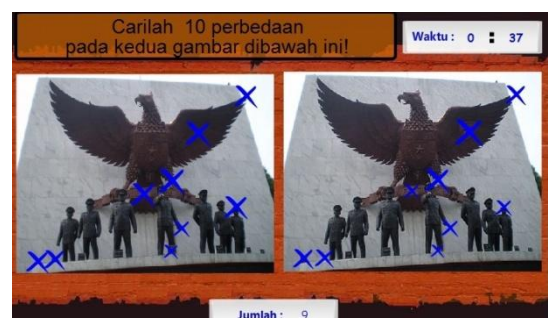 Carilah 10 perbedaan
pada kedua gambar dibawah ini!
Waktu : 0 : 37
Jumlah : 9